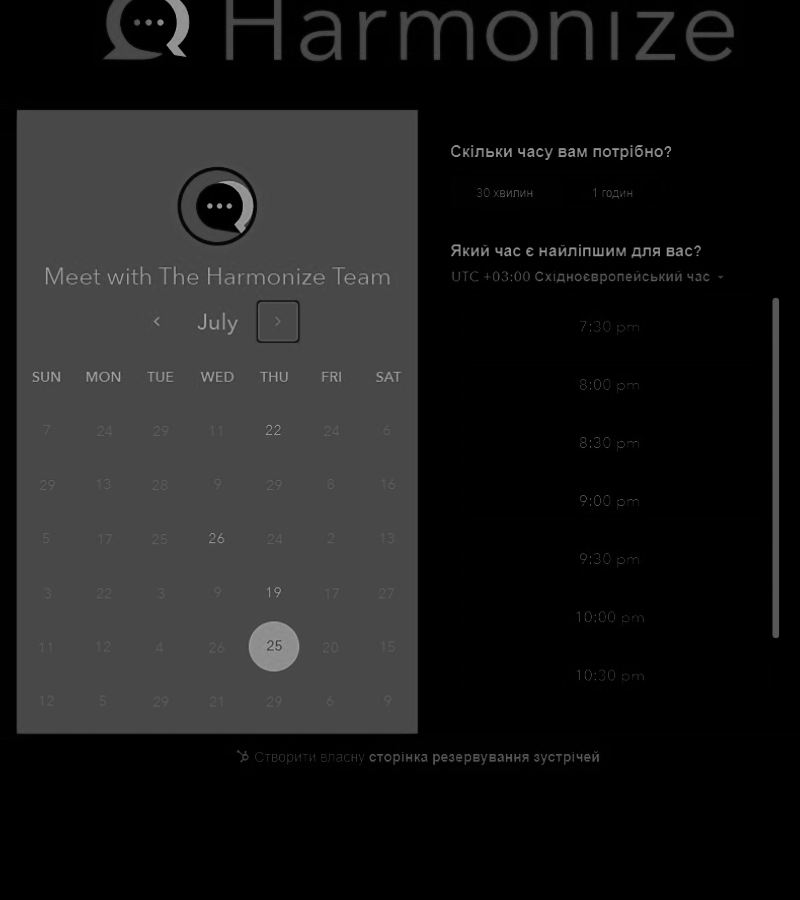 Harmonize
Meet with The Harmonize Team
July
SUN MON TUE WED THU FRI SAT
7 24 29 11 22 24 6
29 13 28 9 29 8 16
5 17 25 26 24 2 13
3 22 3 9 19 17 27
11 12 4 26 25 20 15
12 5 29 21 29 6 9
Скільки часу вам потрібно?
30 хвилин 1 годин
Який час є найліпшим для вас?
UTC +03:00 Східноєвропейський час
7:30 pm
8:00 pm
8:30 pm
9:00 pm
9:30 pm
10:00 pm
10:30 pm
Створити власну сторінка резервування зустрічей